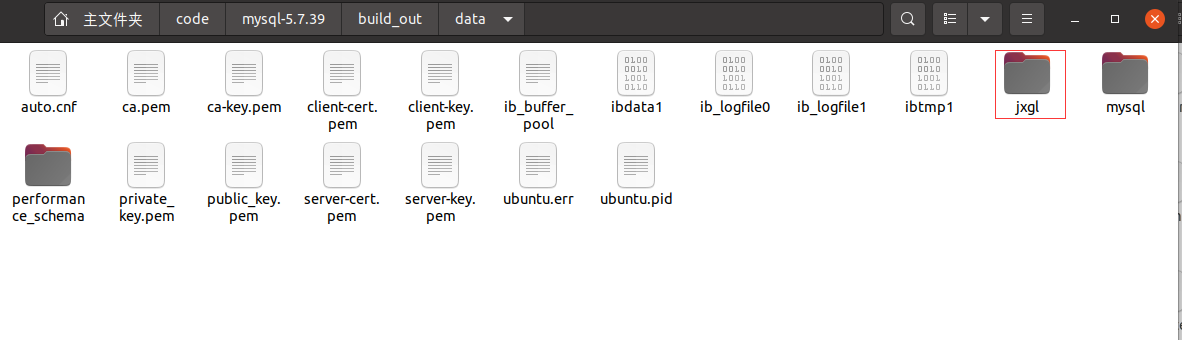 主文件夹 code mysql-5.7.39 build_out data
auto.cnf ca.pem ca-key.pem client-cert.pem client-key.pem ib_buffer_pool ibdata1 ib_logfile0 ib_logfile1 ibtmp1 jxgl mysql
performance_schema private_key.pem public_key.pem server-cert.pem server-key.pem ubuntu.err ubuntu.pid